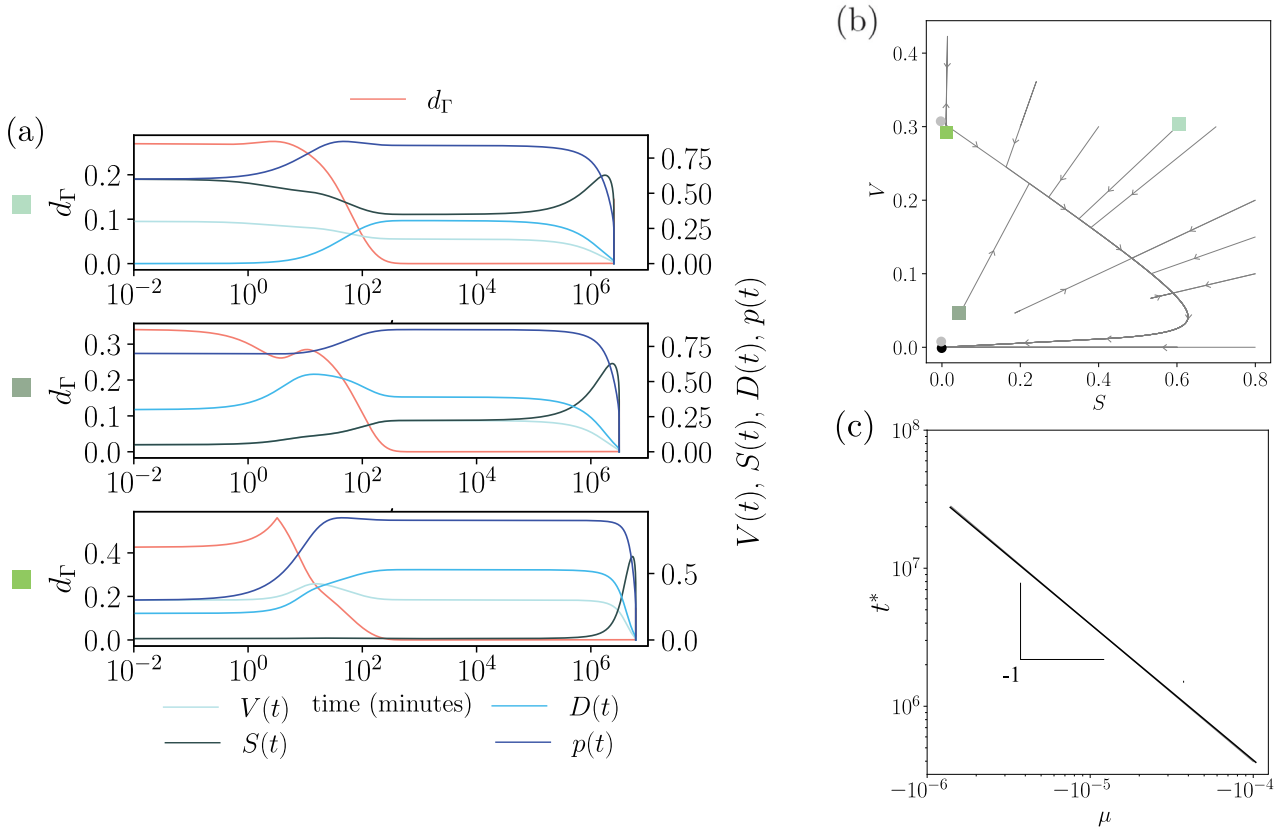 (a)
d_Γ
d_Γ
0.2
0.1
0.0
0.75
0.50
0.25
0.00
10^−2 10^0 10^2 10^4 10^6
d_Γ
0.3
0.2
0.1
0.0
0.75
0.50
0.25
0.00
10^−2 10^0 10^2 10^4 10^6
d_Γ
0.4
0.2
0.0
0.5
0.0
10^−2 10^0 10^2 10^4 10^6
time (minutes)
V(t), S(t), D(t), p(t)
V(t) D(t)
S(t) p(t)
(b)
V
0.4
0.3
0.2
0.1
0.0
0.0 0.2 0.4 0.6 0.8
S
(c)
t*
10^8
10^7
10^6
-1
−10^−6 −10^−5 −10^−4
μ